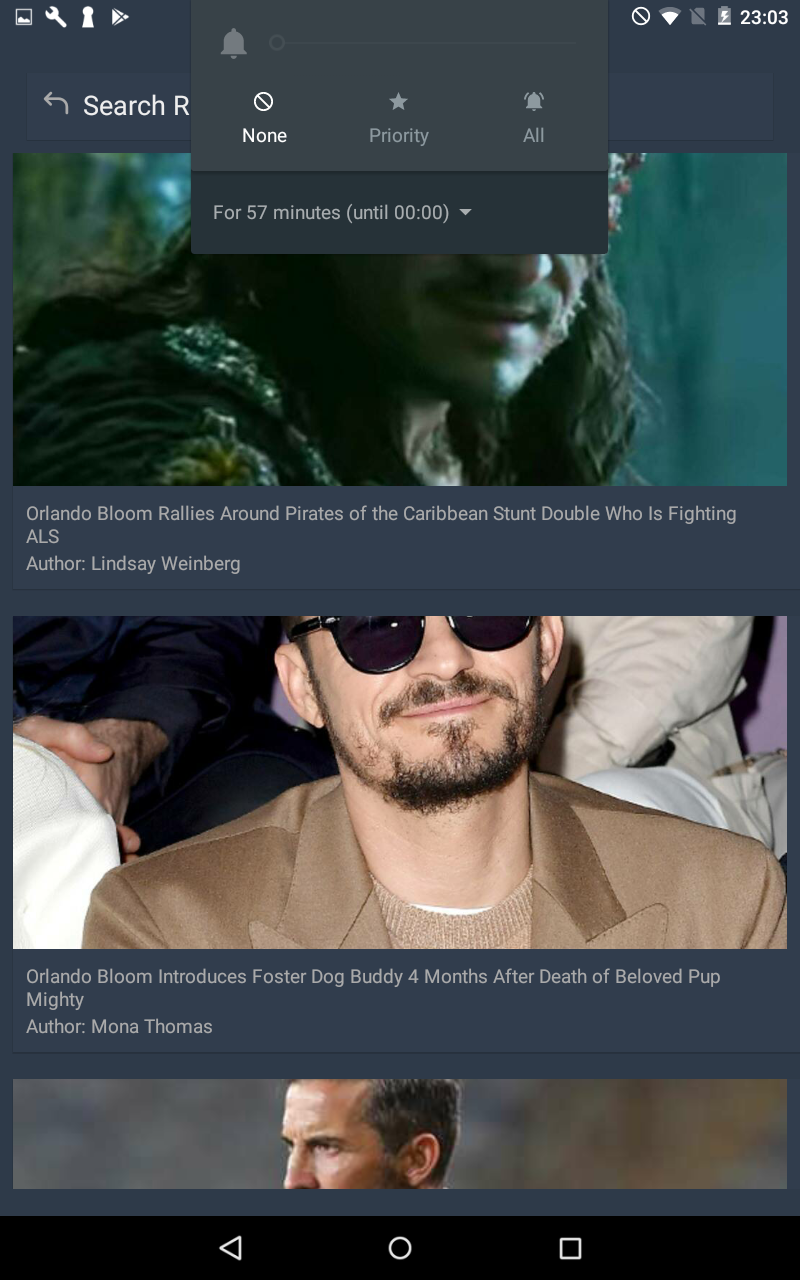 23:03
Search R
None
Priority
All
For 57 minutes (until 00:00)
Orlando Bloom Rallies Around Pirates of the Caribbean Stunt Double Who Is Fighting
ALS
Author: Lindsay Weinberg
Orlando Bloom Introduces Foster Dog Buddy 4 Months After Death of Beloved Pup
Mighty
Author: Mona Thomas